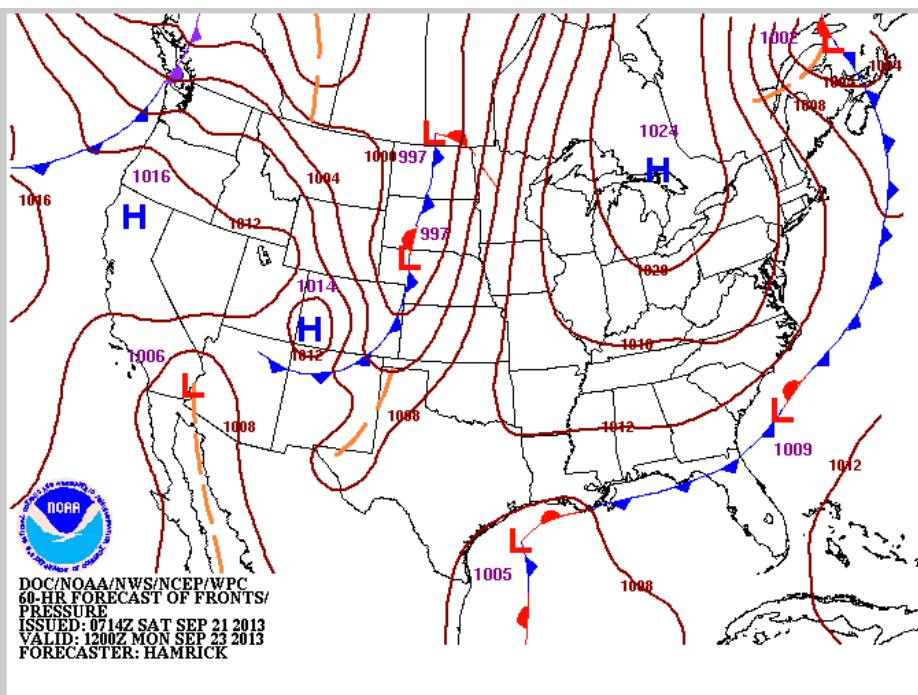 1002
1004
1008
1024
H
L
L
1000
997
1016
1004
1016
H
1012
997
L
1020
1014
H
1012
1016
1006
L
1008
1008
1012
L
1009
1012
L
1005
1008
NOAA
DOC/NOAA/NWS/NCEP/WPC
60-HR FORECAST OF FRONTS/
PRESSURE
ISSUED: 0714Z SAT SEP 21 2013
VALID: 1200Z MON SEP 23 2013
FORECASTER: HAMRICK